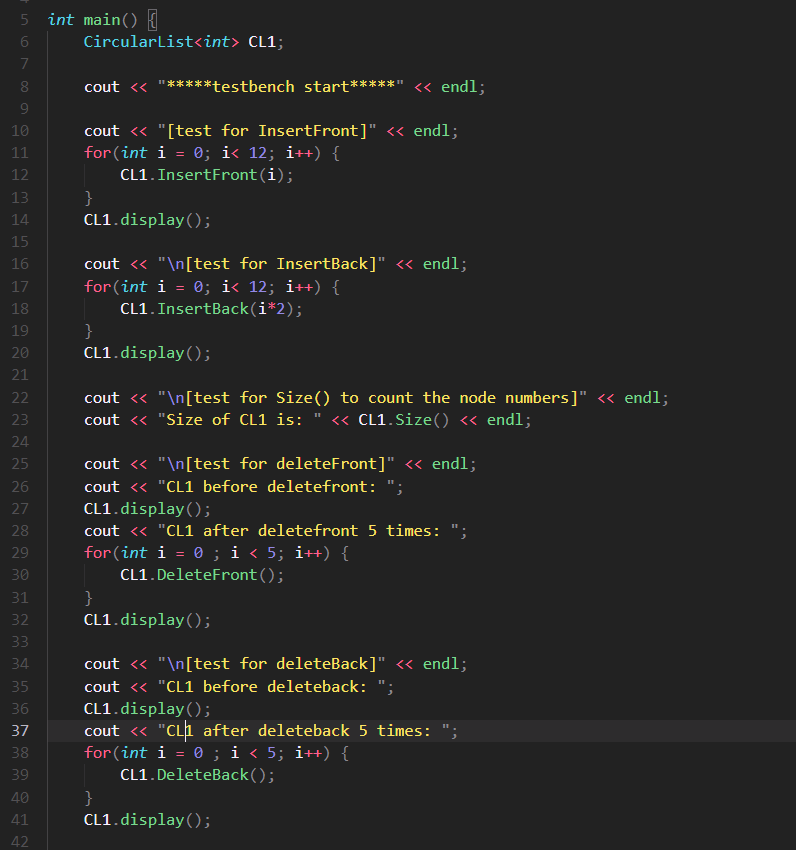 5 int main() {
6     CircularList<int> CL1;
7
8     cout << "*****testbench start*****" << endl;
9
10     cout << "[test for InsertFront]" << endl;
11     for(int i = 0; i< 12; i++) {
12         CL1.InsertFront(i);
13     }
14     CL1.display();
15
16     cout << "\n[test for InsertBack]" << endl;
17     for(int i = 0; i< 12; i++) {
18         CL1.InsertBack(i*2);
19     }
20     CL1.display();
21
22     cout << "\n[test for Size() to count the node numbers]" << endl;
23     cout << "Size of CL1 is: " << CL1.Size() << endl;
24
25     cout << "\n[test for deleteFront]" << endl;
26     cout << "CL1 before deletefront: ";
27     CL1.display();
28     cout << "CL1 after deletefront 5 times: ";
29     for(int i = 0 ; i < 5; i++) {
30         CL1.DeleteFront();
31     }
32     CL1.display();
33
34     cout << "\n[test for deleteBack]" << endl;
35     cout << "CL1 before deleteback: ";
36     CL1.display();
37     cout << "CL1 after deleteback 5 times: ";
38     for(int i = 0 ; i < 5; i++) {
39         CL1.DeleteBack();
40     }
41     CL1.display();
42